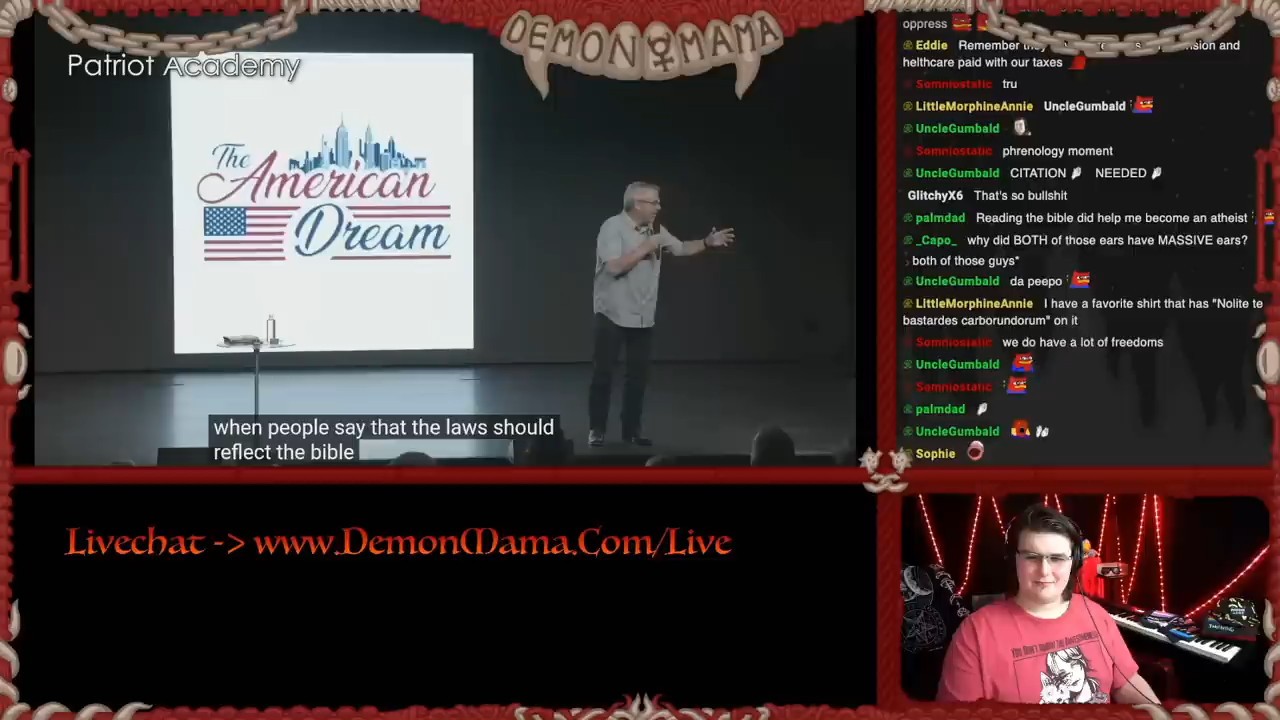 DEMON MAMA
Patriot Academy
The
American
Dream
when people say that the laws should
reflect the bible
Livechat -> www.DemonMama.Com/Live
oppress
Eddie Remember
and
helthcare paid with our taxes
Somniostatic tru
LittleMorphineAnnie UncleGumbald
UncleGumbald
Somniostatic phrenology moment
UncleGumbald CITATION NEEDED
GlitchyX6 That's so bullshit
palmdad Reading the bible did help me become an atheist
_Capo_ why did BOTH of those ears have MASSIVE ears?
both of those guys*
UncleGumbald da peepo
LittleMorphineAnnie I have a favorite shirt that has "Nolite te
bastardes carborundorum" on it
Somniostatic we do have a lot of freedoms
UncleGumbald
Somniostatic
palmdad
UncleGumbald
Sophie